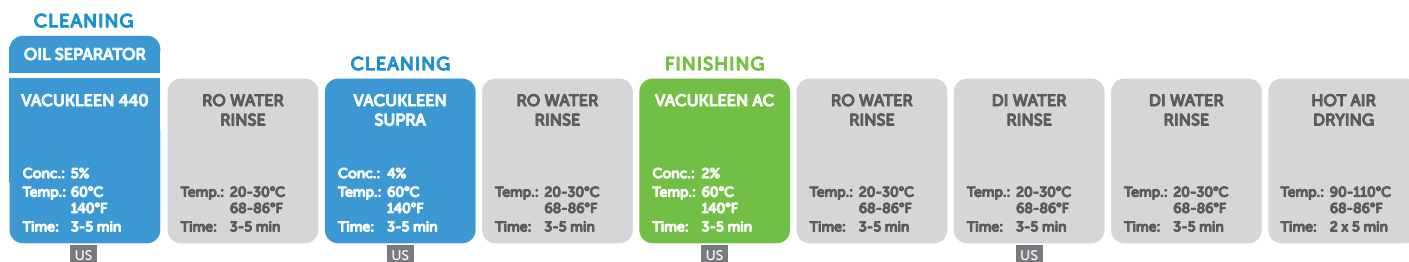 CLEANING
OIL SEPARATOR
VACUKLEEN 440
Conc.: 5%
Temp.: 60°C
140°F
Time: 3-5 min
US
RO WATER
RINSE
Temp.: 20-30°C
68-86°F
Time: 3-5 min
CLEANING
VACUKLEEN
SUPRA
Conc.: 4%
Temp.: 60°C
140°F
Time: 3-5 min
US
RO WATER
RINSE
Temp.: 20-30°C
68-86°F
Time: 3-5 min
FINISHING
VACUKLEEN AC
Conc.: 2%
Temp.: 60°C
140°F
Time: 3-5 min
US
RO WATER
RINSE
Temp.: 20-30°C
68-86°F
Time: 3-5 min
DI WATER
RINSE
Temp.: 20-30°C
68-86°F
Time: 3-5 min
US
DI WATER
RINSE
Temp.: 20-30°C
68-86°F
Time: 3-5 min
HOT AIR
DRYING
Temp.: 90-110°C
68-86°F
Time: 2 x 5 min